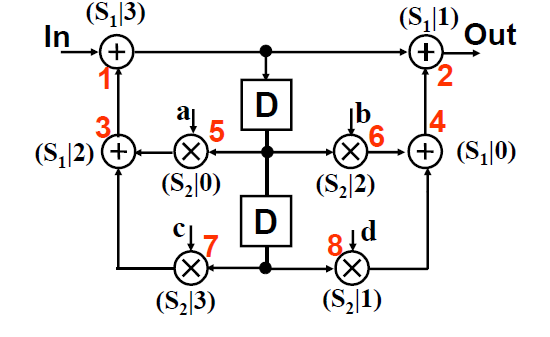 (S₁|3) (S₁|1)
In + + Out
1 2
D
3 a 5 b 6 4
(S₁|2) + × × + (S₁|0)
(S₂|0) (S₂|2)
D
c 7 8 d
× ×
(S₂|3) (S₂|1)